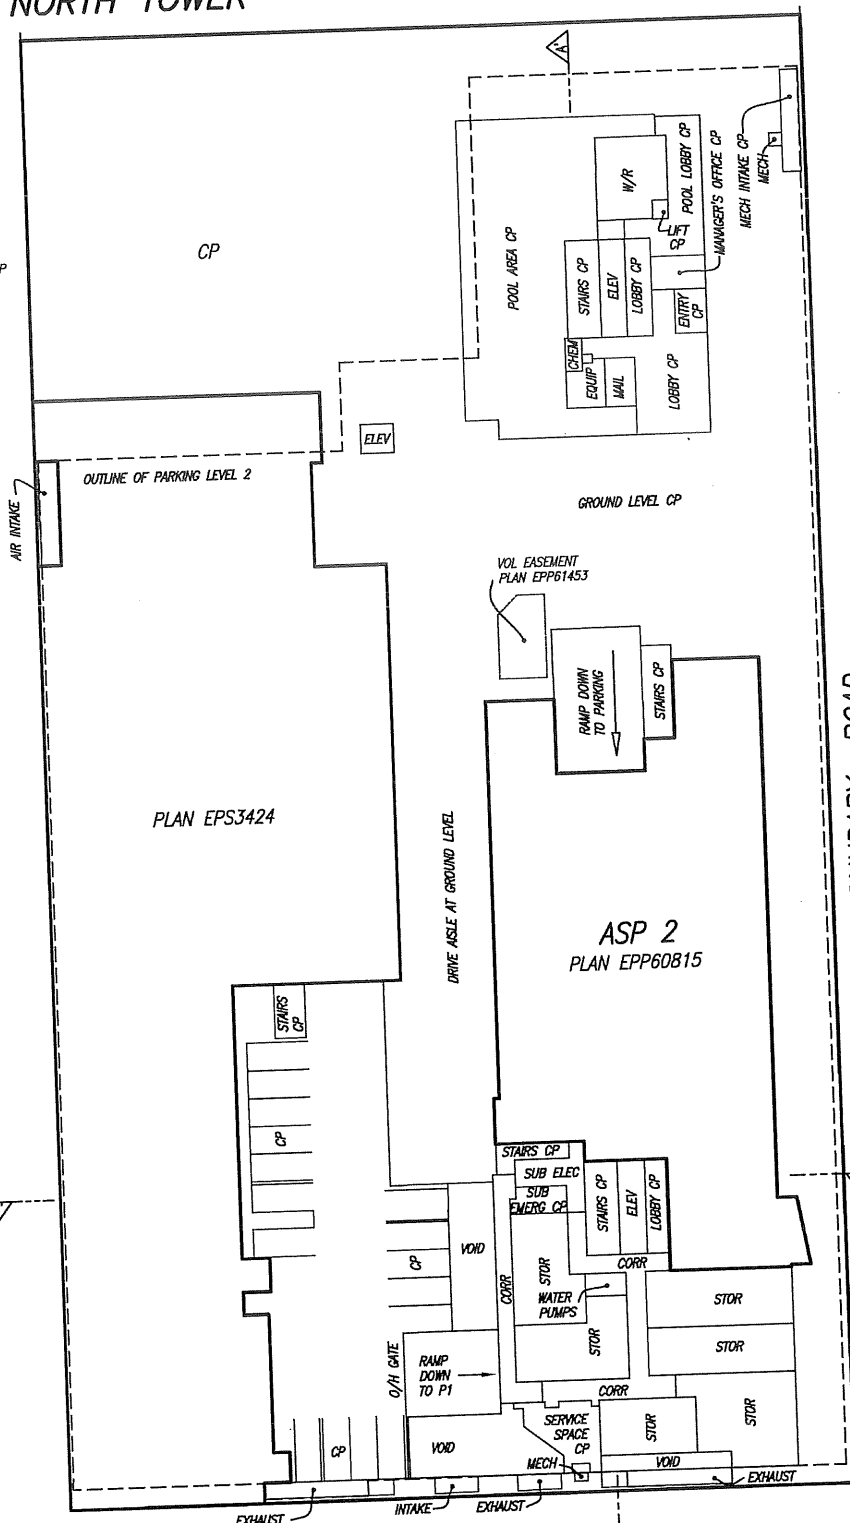 NORTH TOWER
A'
CP
P
POOL AREA CP
W/R
POOL LOBBY CP
MANAGER'S OFFICE CP
MECH INTAKE CP
MECH
LIFT
CP
STAIRS CP
ELEV
LOBBY CP
ENTRY
CP
CHEM
EQUIP
MAIL
LOBBY CP
ELEV
OUTLINE OF PARKING LEVEL 2
AIR INTAKE
GROUND LEVEL CP
VOL EASEMENT
PLAN EPP61453
RAMP DOWN
TO PARKING
STAIRS CP
PLAN EPS3424
DRIVE AISLE AT GROUND LEVEL
ASP 2
PLAN EPP60815
ROAD
STAIRS
CP
CP
STAIRS CP
SUB ELEC
SUB
EMERG CP
STAIRS CP
ELEV
LOBBY CP
VOID
CP
CORR
STOR
CORR
WATER
PUMPS
STOR
STOR
STOR
O/H GATE
RAMP
DOWN
TO P1
CORR
STOR
STOR
SERVICE
SPACE
CP
CP
VOID
MECH
VOID
EXHAUST
INTAKE
EXHAUST
EXHAUST